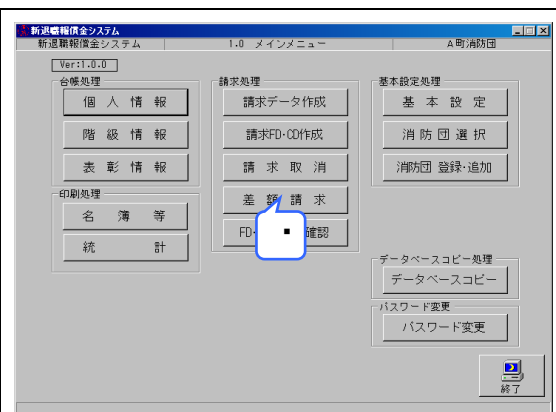 新退職報償金システム
新退職報償金システム 1.0 メインメニュー A町消防団
Ver:1.0.0
台帳処理
個人情報
階級情報
表彰情報
印刷処理
名簿等
統計
請求処理
請求データ作成
請求FD・CD作成
請求取消
差額請求
FD・ 確認
基本設定処理
基本設定
消防団選択
消防団 登録・追加
データベースコピー処理
データベースコピー
パスワード変更
パスワード変更
終了